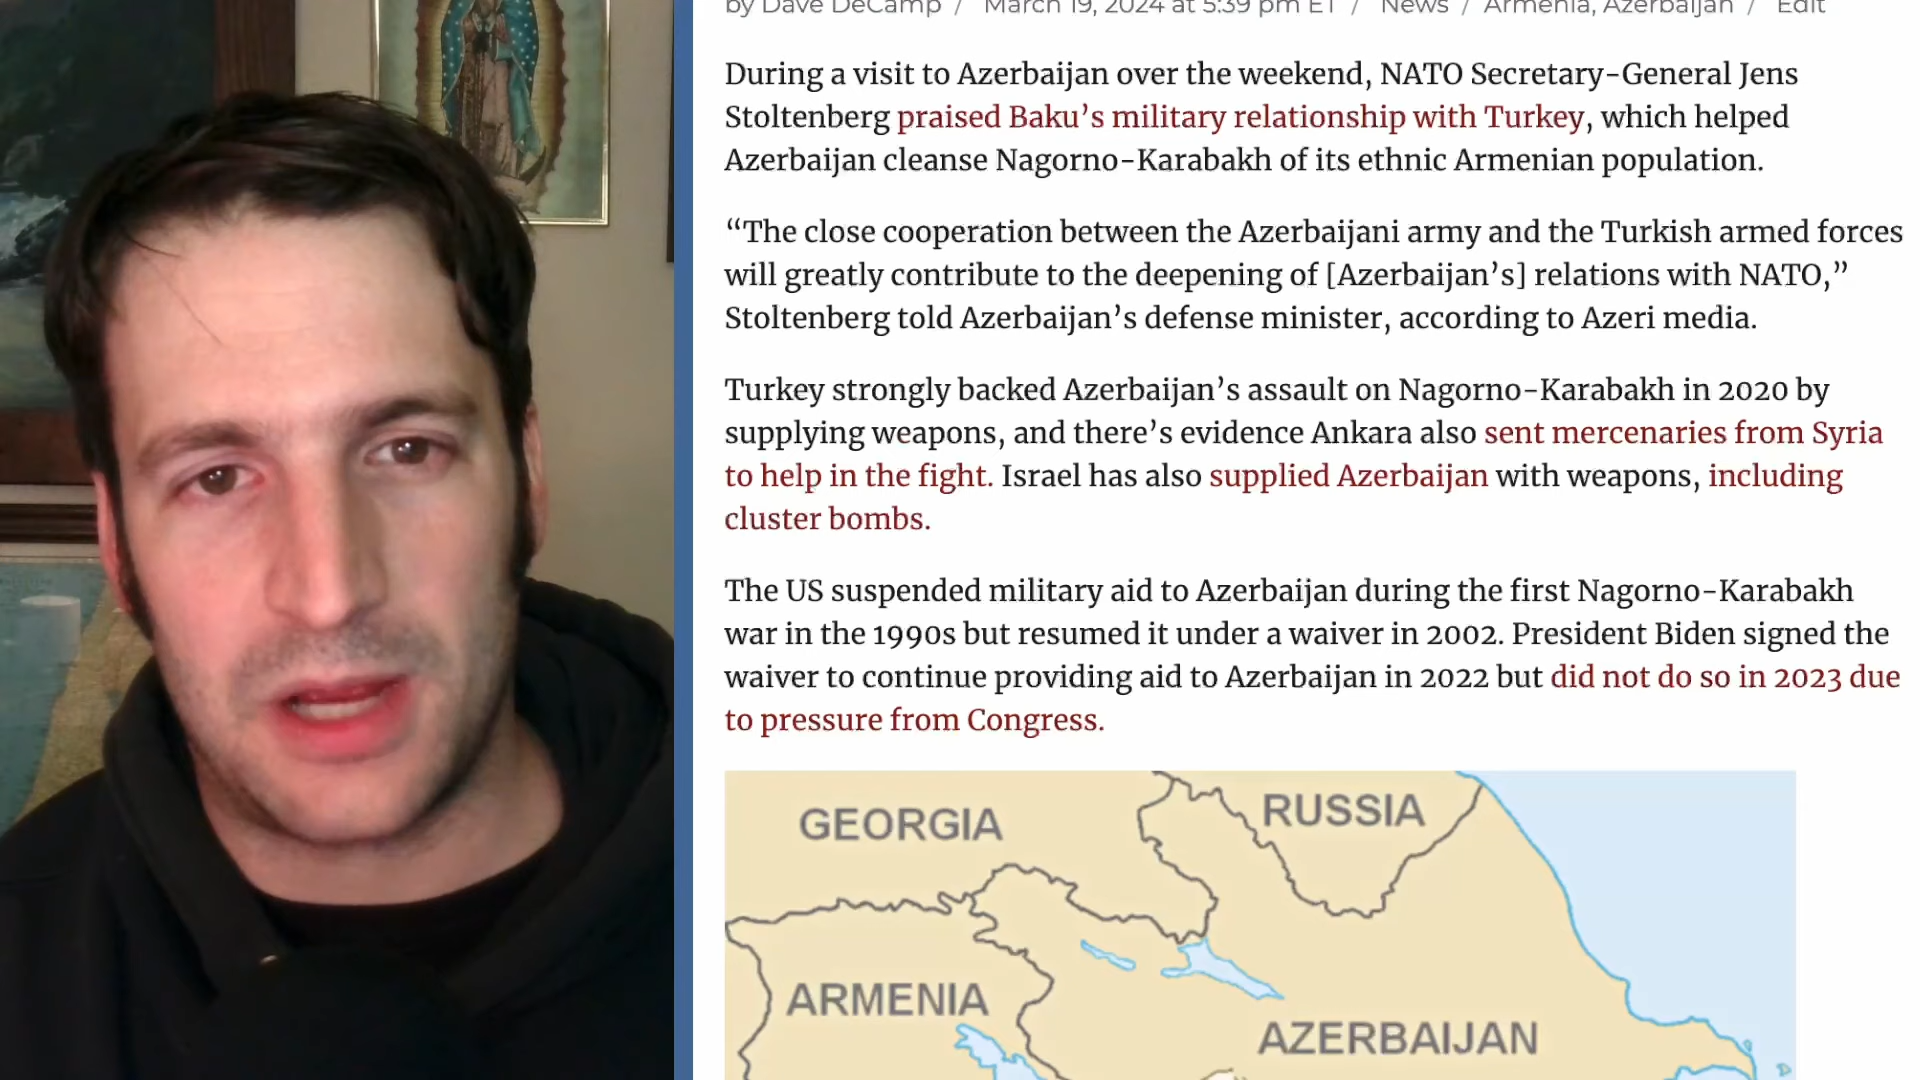 by Dave DeCamp / March 19, 2024 at 5:39 pm ET / News / Armenia, Azerbaijan / Edit
During a visit to Azerbaijan over the weekend, NATO Secretary-General Jens
Stoltenberg praised Baku’s military relationship with Turkey, which helped
Azerbaijan cleanse Nagorno-Karabakh of its ethnic Armenian population.
“The close cooperation between the Azerbaijani army and the Turkish armed forces
will greatly contribute to the deepening of [Azerbaijan’s] relations with NATO,”
Stoltenberg told Azerbaijan’s defense minister, according to Azeri media.
Turkey strongly backed Azerbaijan’s assault on Nagorno-Karabakh in 2020 by
supplying weapons, and there’s evidence Ankara also sent mercenaries from Syria
to help in the fight. Israel has also supplied Azerbaijan with weapons, including
cluster bombs.
The US suspended military aid to Azerbaijan during the first Nagorno-Karabakh
war in the 1990s but resumed it under a waiver in 2002. President Biden signed the
waiver to continue providing aid to Azerbaijan in 2022 but did not do so in 2023 due
to pressure from Congress.
GEORGIA
RUSSIA
ARMENIA
AZERBAIJAN